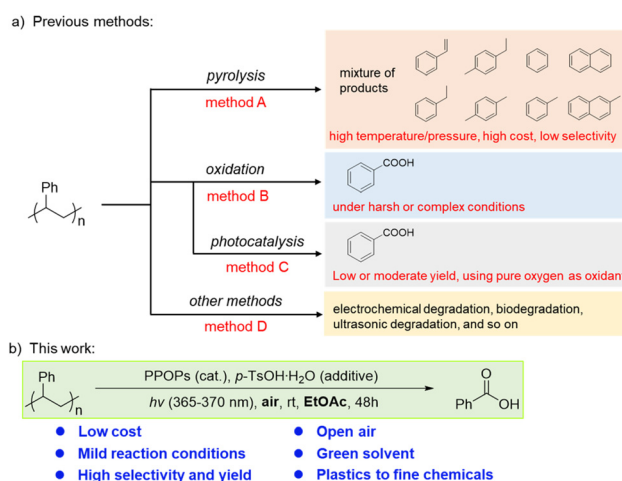 a) Previous methods:
pyrolysis
method A
mixture of
products
high temperature/pressure, high cost, low selectivity
Ph
n
oxidation
method B
COOH
under harsh or complex conditions
photocatalysis
method C
COOH
Low or moderate yield, using pure oxygen as oxidan
other methods
method D
electrochemical degradation, biodegradation,
ultrasonic degradation, and so on
b) This work:
Ph
n
PPOPs (cat.), p-TsOH·H2O (additive)
hv (365-370 nm), air, rt, EtOAc, 48h
O
Ph OH
● Low cost ● Open air
● Mild reaction conditions ● Green solvent
● High selectivity and yield ● Plastics to fine chemicals